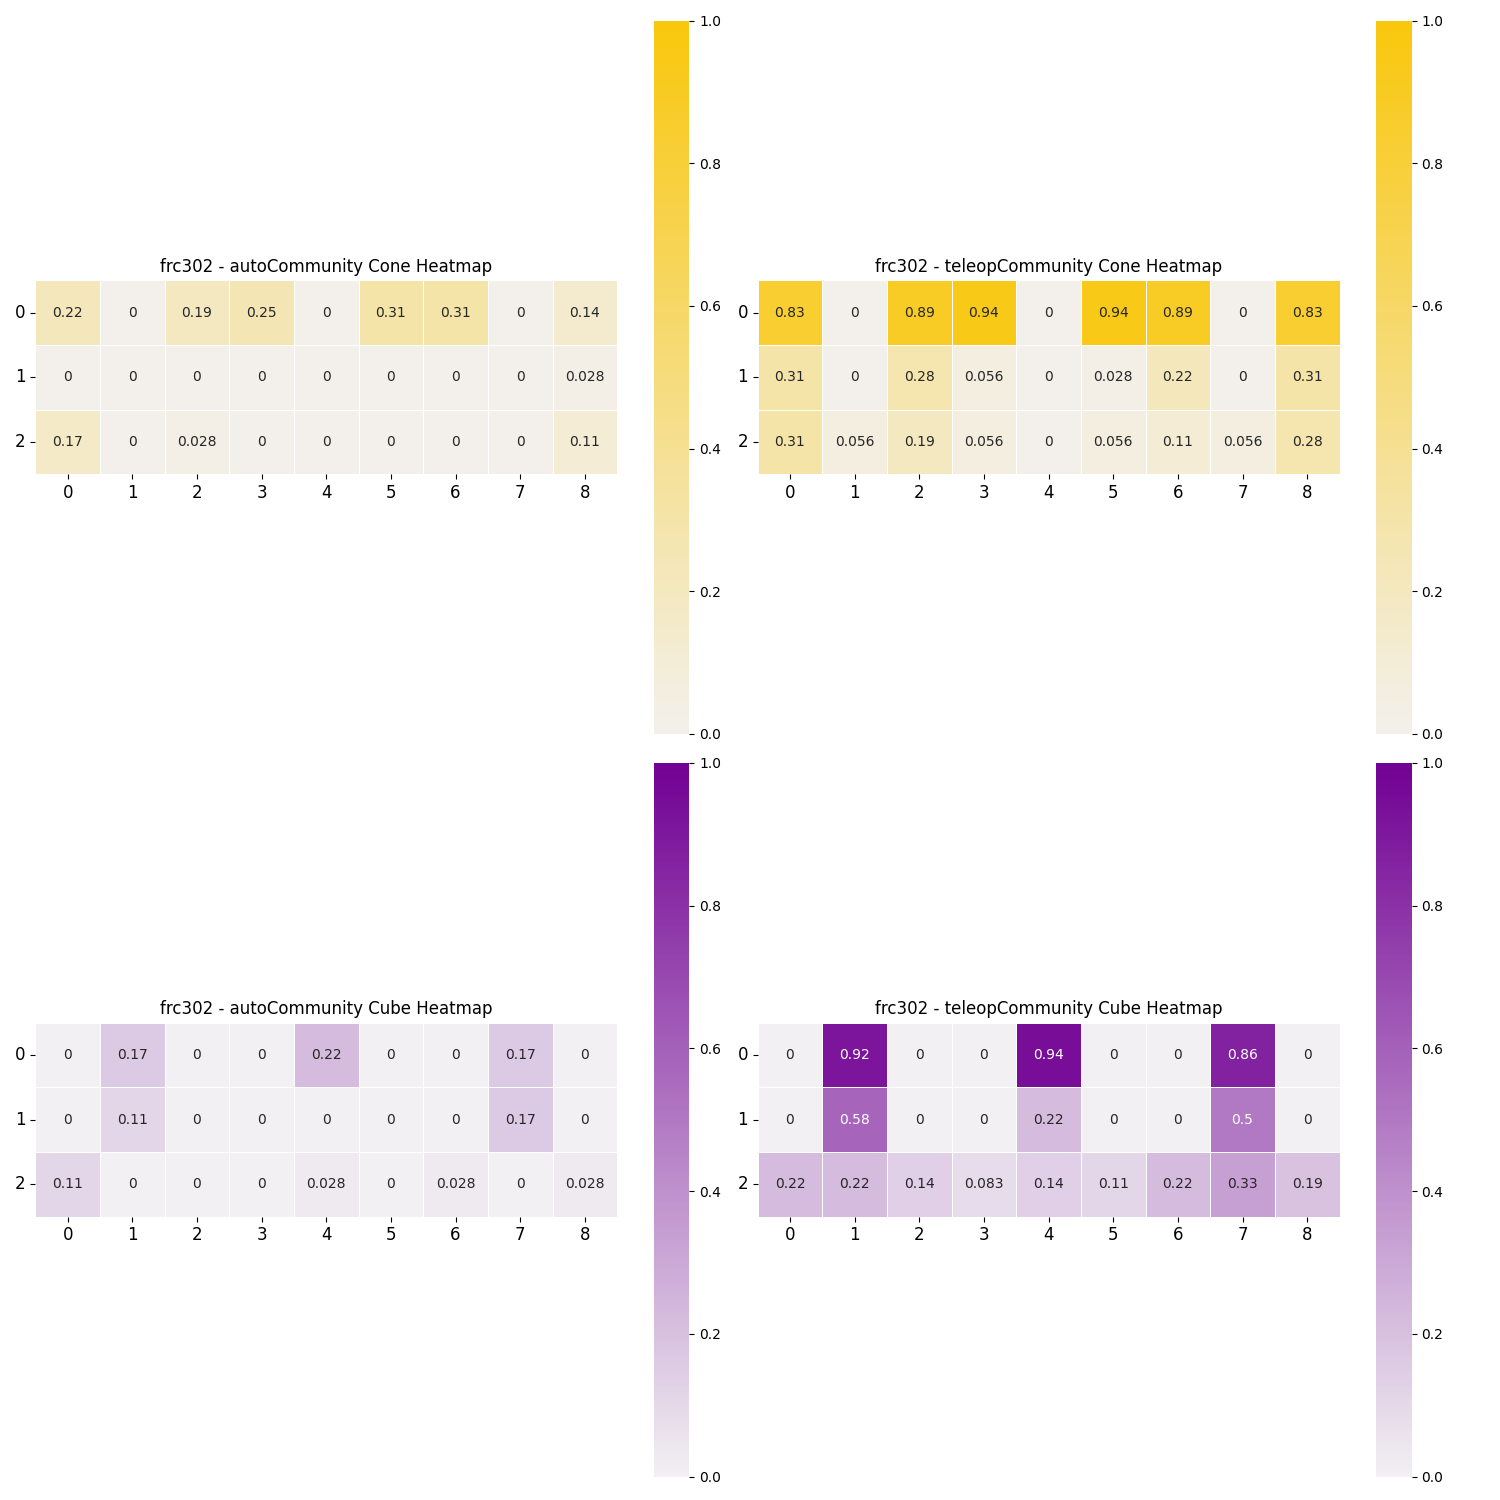 frc302 - autoCommunity Cone Heatmap
0 0.22 0 0.19 0.25 0 0.31 0.31 0 0.14
1 0 0 0 0 0 0 0 0 0.028
2 0.17 0 0.028 0 0 0 0 0 0.11
0 1 2 3 4 5 6 7 8
1.0
0.8
0.6
0.4
0.2
0.0
frc302 - teleopCommunity Cone Heatmap
0 0.83 0 0.89 0.94 0 0.94 0.89 0 0.83
1 0.31 0 0.28 0.056 0 0.028 0.22 0 0.31
2 0.31 0.056 0.19 0.056 0 0.056 0.11 0.056 0.28
0 1 2 3 4 5 6 7 8
1.0
0.8
0.6
0.4
0.2
0.0
frc302 - autoCommunity Cube Heatmap
0 0 0.17 0 0 0.22 0 0 0.17 0
1 0 0.11 0 0 0 0 0 0.17 0
2 0.11 0 0 0 0.028 0 0.028 0 0.028
0 1 2 3 4 5 6 7 8
1.0
0.8
0.6
0.4
0.2
0.0
frc302 - teleopCommunity Cube Heatmap
0 0 0.92 0 0 0.94 0 0 0.86 0
1 0 0.58 0 0 0.22 0 0 0.5 0
2 0.22 0.22 0.14 0.083 0.14 0.11 0.22 0.33 0.19
0 1 2 3 4 5 6 7 8
1.0
0.8
0.6
0.4
0.2
0.0